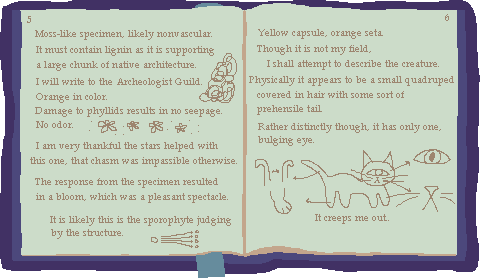 5
Moss-like specimen, likely nonvascular.
It must contain lignin as it is supporting
a large chunk of native architecture.
I will write to the Archeologist Guild.
Orange in color.
Damage to phyllids results in no seepage.
No odor.
I am very thankful the stars helped with
this one, that chasm was impassible otherwise.
The response from the specimen resulted
in a bloom, which was a pleasant spectacle.
It is likely this is the sporophyte judging
by the structure.
6
Yellow capsule, orange seta.
Though it is not my field,
I shall attempt to describe the creature.
Physically it appears to be a small quadruped
covered in hair with some sort of
prehensile tail.
Rather distinctly though, it has only one,
bulging eye.
It creeps me out.